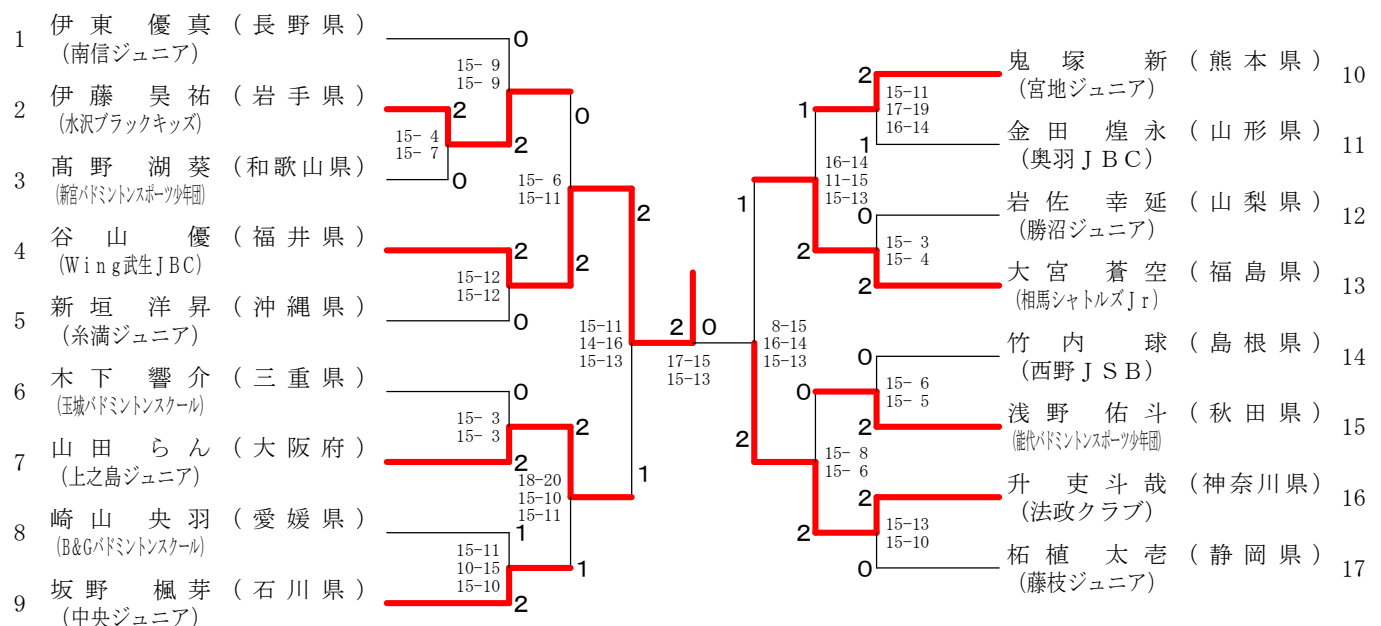 1 伊東 優真 (長野県)
(南信ジュニア)
2 伊藤 昊祐 (岩手県)
(水沢ブラックキッズ)
3 髙野 湖葵 (和歌山県)
(新宮バドミントンスポーツ少年団)
4 谷山 優 (福井県)
(Wing武生JBC)
5 新垣 洋昇 (沖縄県)
(糸満ジュニア)
6 木下 響介 (三重県)
(玉城バドミントンスクール)
7 山田 らん (大阪府)
(上之島ジュニア)
8 崎山 央羽 (愛媛県)
(B&Gバドミントンスクール)
9 坂野 楓芽 (石川県)
(中央ジュニア)
0
15- 9
15- 9
2
2
15- 4
15- 7
0
0
15- 6
15-11
2
2
15-12
15-12
0
2
15-11
14-16
15-13
1
0
15- 3
15- 3
2
2
18-20
15-10
15-11
1
1
15-11
10-15
15-10
2
2 0
17-15
15-13
1
8-15
16-14
15-13
2
1
16-14
11-15
15-13
2
2
15-11
17-19
16-14
1
0
15- 3
15- 4
2
0
15- 8
15- 6
2
0
15- 6
15- 5
2
2
15-13
15-10
0
鬼塚 新 (熊本県) 10
(宮地ジュニア)
金田 煌永 (山形県) 11
(奥羽JBC)
岩佐 幸延 (山梨県) 12
(勝沼ジュニア)
大宮 蒼空 (福島県) 13
(相馬シャトルズJr)
竹内 球 (島根県) 14
(西野JSB)
浅野 佑斗 (秋田県) 15
(能代バドミントンスポーツ少年団)
升 吏斗哉 (神奈川県) 16
(法政クラブ)
柘植 太壱 (静岡県) 17
(藤枝ジュニア)